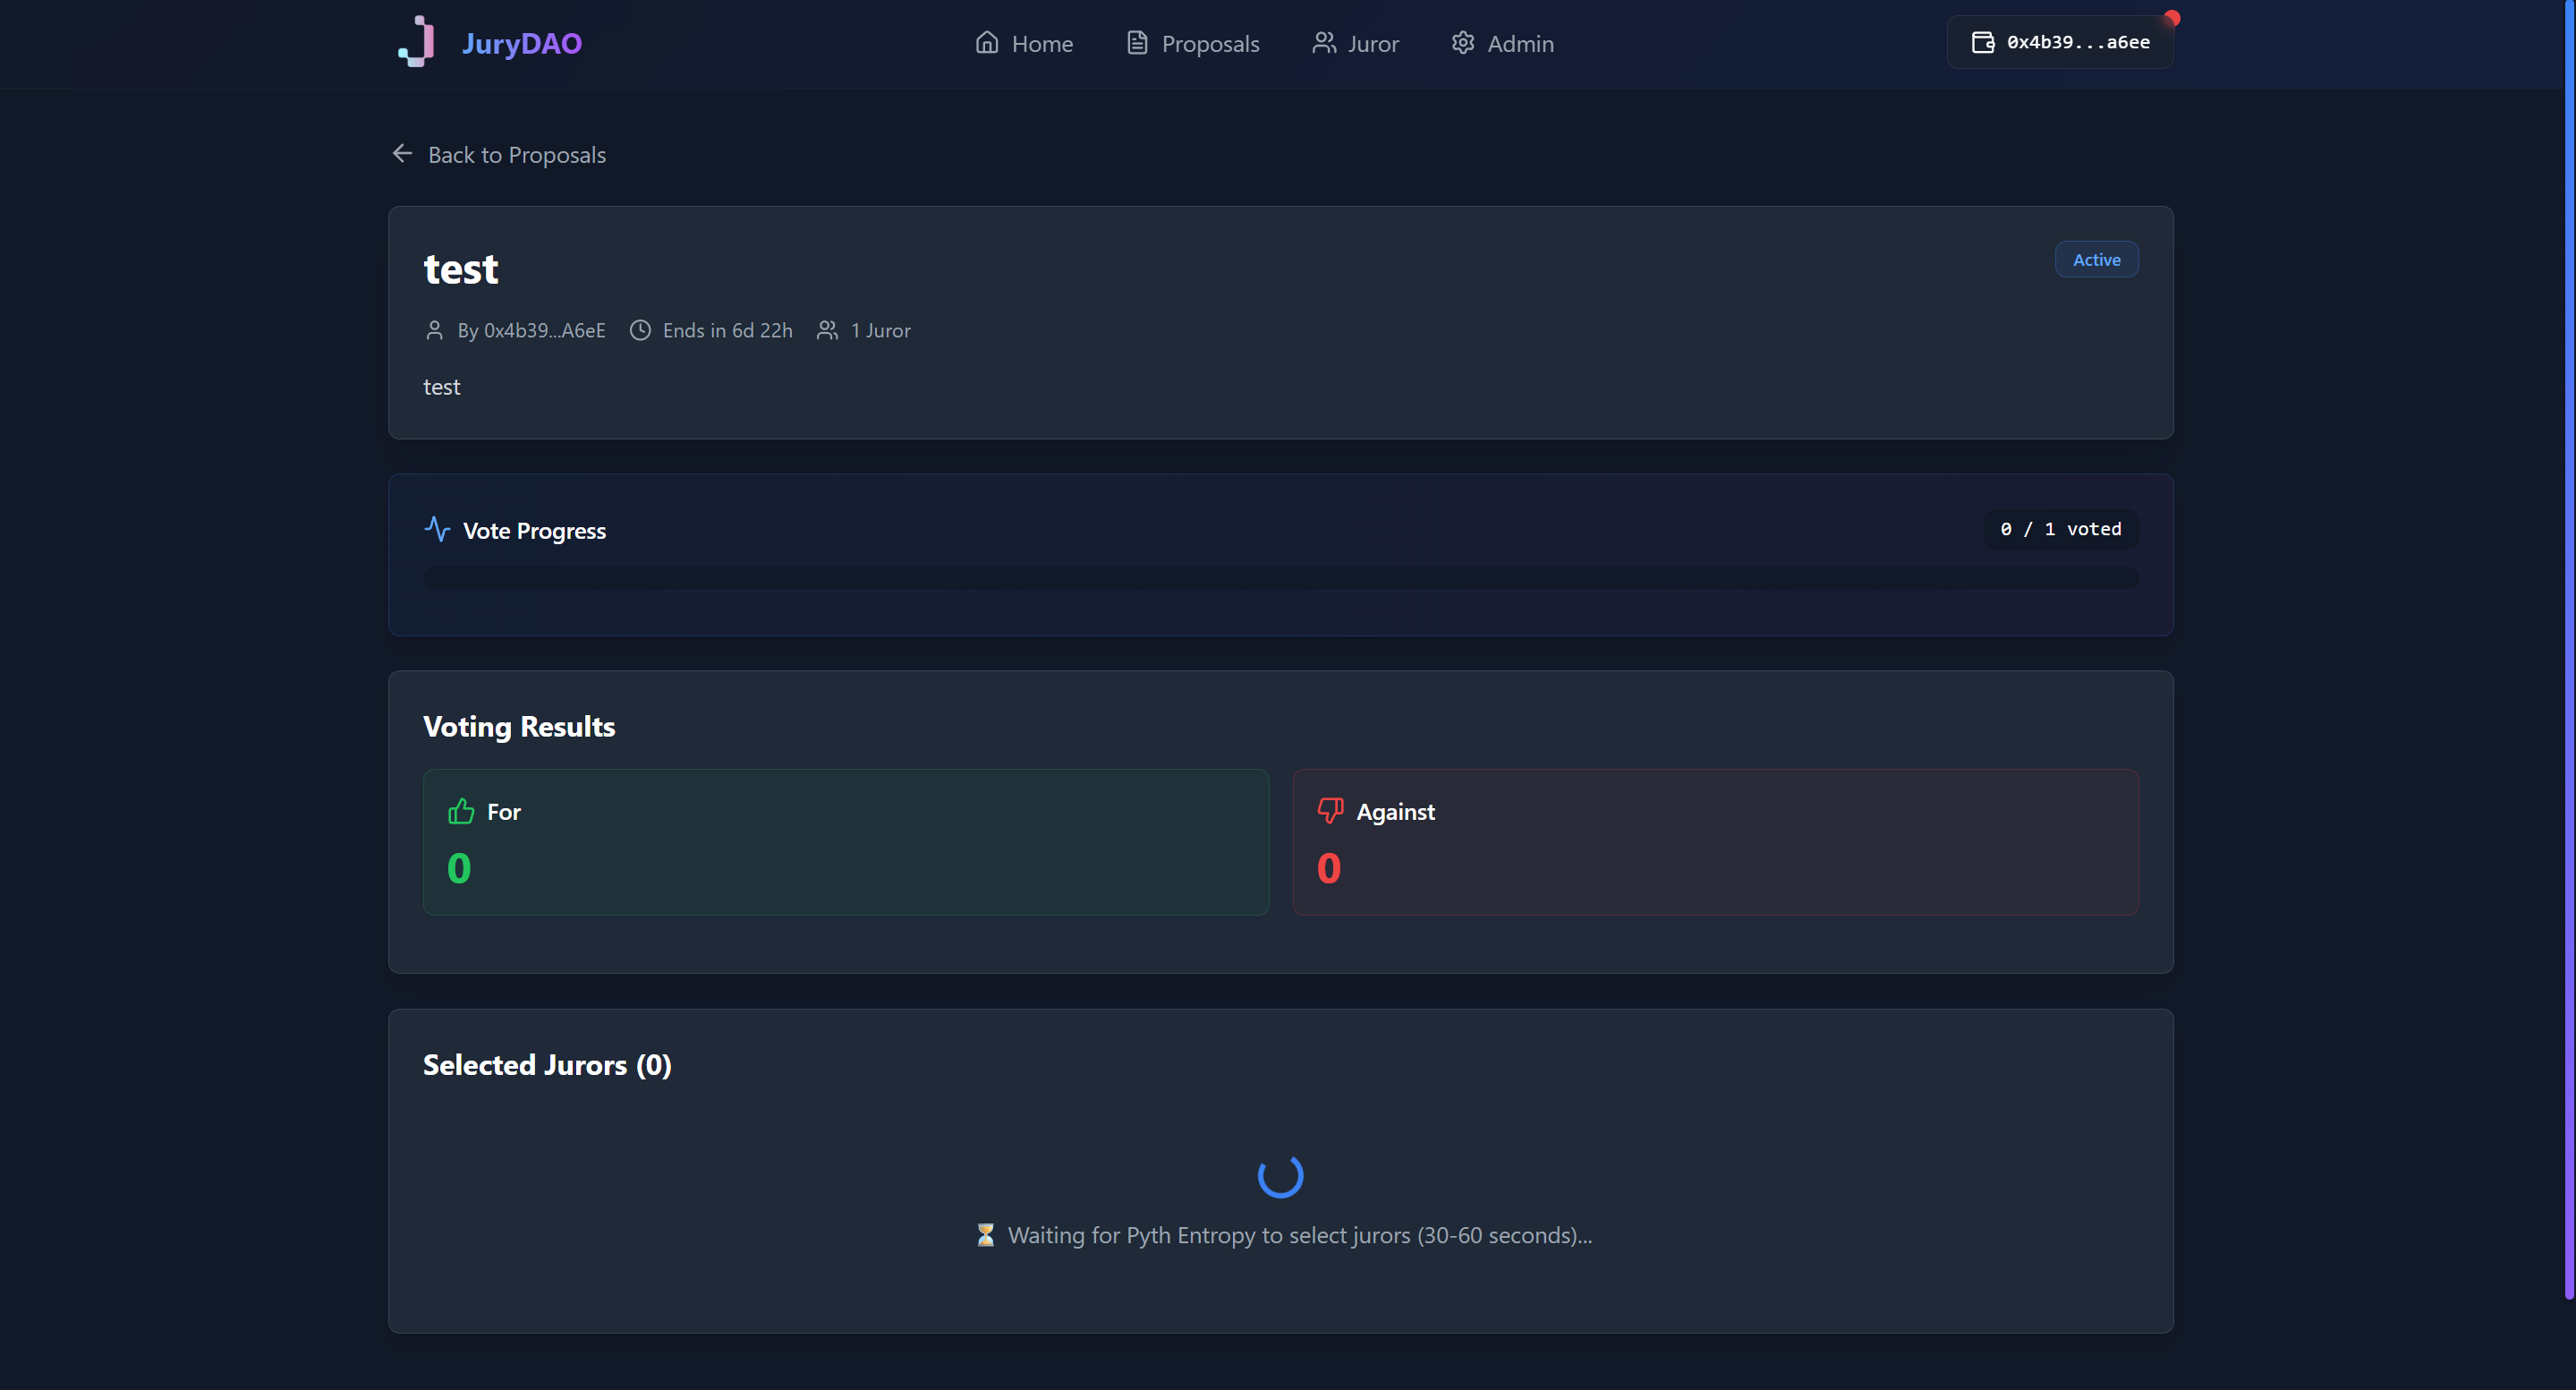 JuryDAO
Home
Proposals
Juror
Admin
0x4b39...a6ee
Back to Proposals
test
Active
By 0x4b39...A6eE
Ends in 6d 22h
1 Juror
test
Vote Progress
0 / 1 voted
Voting Results
For
0
Against
0
Selected Jurors (0)
⏳ Waiting for Pyth Entropy to select jurors (30-60 seconds)...